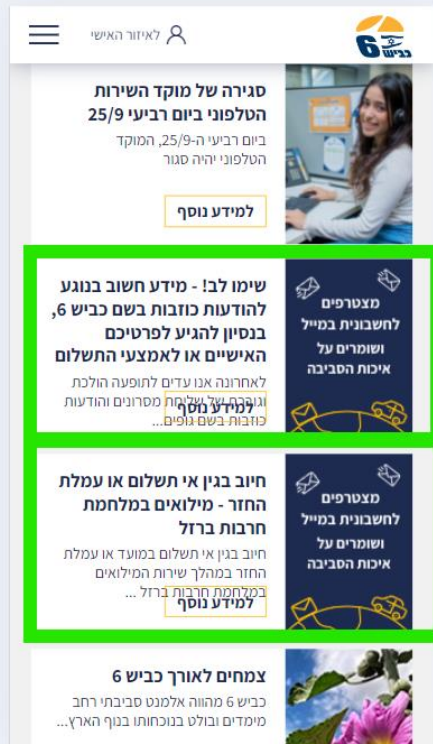 לאיזור האישי
כביש 6
סגירה של מוקד השירות
הטלפוני ביום רביעי 25/9
ביום רביעי ה-25/9, המוקד
הטלפוני יהיה סגור
למידע נוסף
שימו לב! - מידע חשוב בנוגע
להודעות כוזבות בשם כביש 6,
בנסיון להגיע לפרטיכם
האישיים או לאמצעי התשלום
לאחרונה אנו עדים לתופעה הולכת
וגוברת של שליחת מסרונים והודעות
כוזבות בשם גופים...
למידע נוסף
מצטרפים
לחשבונית במייל
ושומרים על
איכות הסביבה
חיוב בגין אי תשלום או עמלת
החזר - מילואים במלחמת
חרבות ברזל
חיוב בגין אי תשלום במועד או עמלת
החזר במהלך שירות המילואים
במלחמת חרבות ברזל ...
למידע נוסף
מצטרפים
לחשבונית במייל
ושומרים על
איכות הסביבה
צמחים לאורך כביש 6
כביש 6 מהווה אלמנט סביבתי רחב
מימדים ובולט בנוכחותו בנוף הארץ...